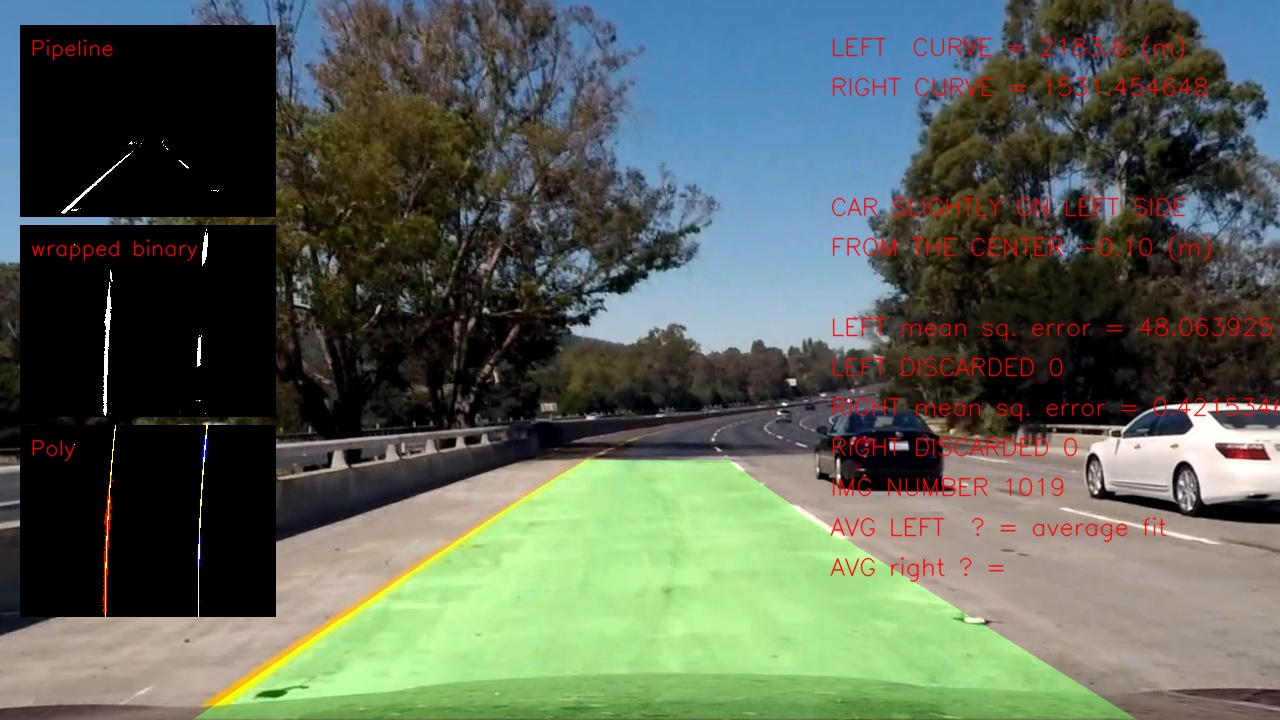 Pipeline
wrapped binary
Poly
LEFT CURVE = 2183.6 (m)
RIGHT CURVE = 1531.454648
CAR SLIGHTLY ON LEFT SIDE
FROM THE CENTER -0.10 (m)
LEFT mean sq. error = 48.063925
LEFT DISCARDED 0
RIGHT mean sq. error = 0.421534
RIGHT DISCARDED 0
IMG NUMBER 1019
AVG LEFT ? = average fit
AVG right ? =